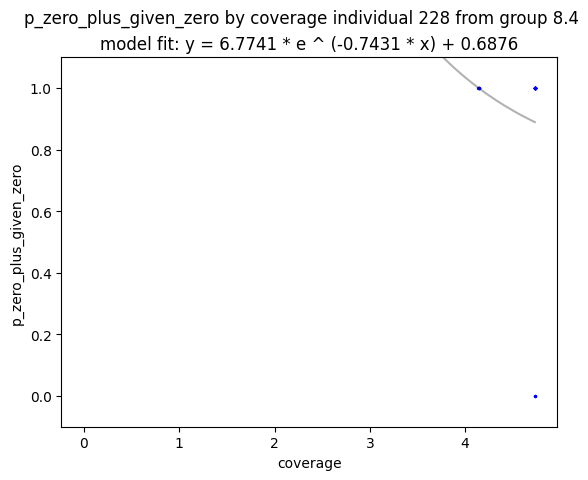 p_zero_plus_given_zero by coverage individual 228 from group 8.4
model fit: y = 6.7741 * e ^ (-0.7431 * x) + 0.6876
1.0
0.8
0.6
0.4
0.2
0.0
p_zero_plus_given_zero
0 1 2 3 4
coverage